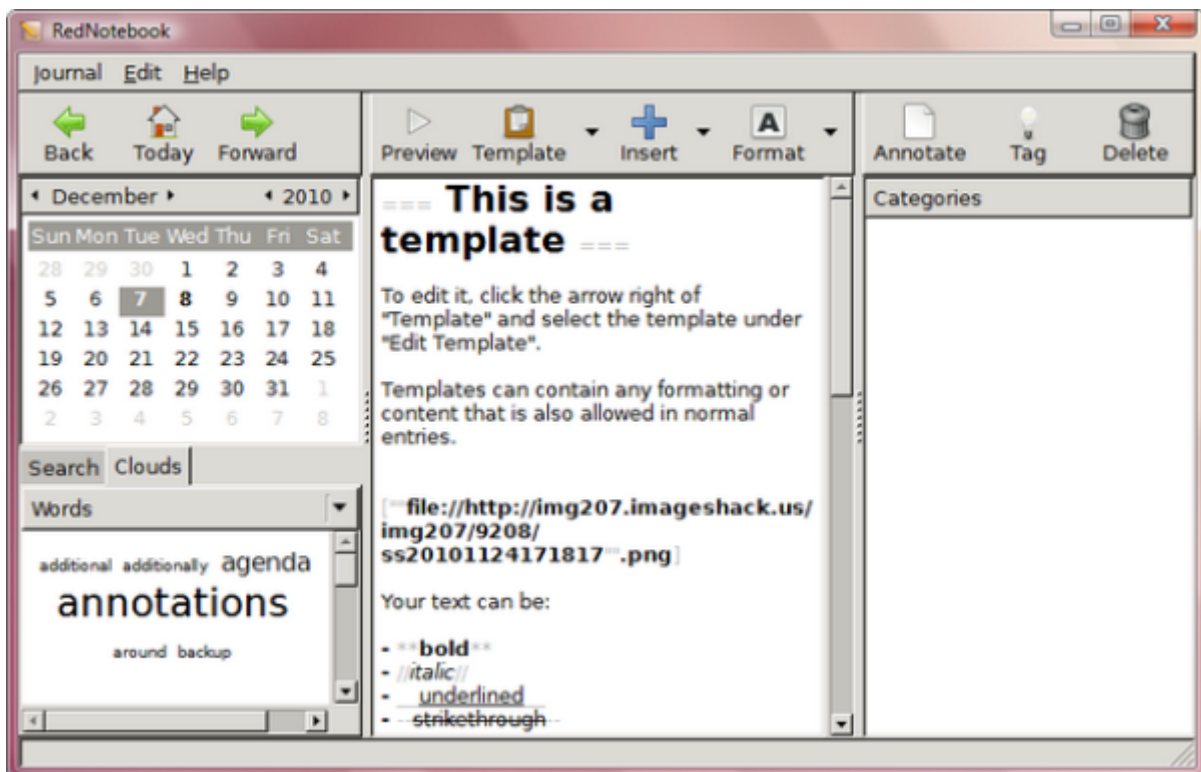 RedNotebook
Journal Edit Help
Back Today Forward
Preview Template Insert Format
Annotate Tag Delete
December 2010
Sun Mon Tue Wed Thu Fri Sat
28 29 30 1 2 3 4
5 6 7 8 9 10 11
12 13 14 15 16 17 18
19 20 21 22 23 24 25
26 27 28 29 30 31 1
2 3 4 5 6 7 8
Search Clouds
Words
additional additionally agenda
annotations
around backup
=== This is a
template ===
To edit it, click the arrow right of
"Template" and select the template under
"Edit Template".
Templates can contain any formatting or
content that is also allowed in normal
entries.
[""file://http://img207.imageshack.us/
img207/9208/
ss20101124171817"".png]
Your text can be:
- **bold**
- //italic//
- __underlined__
- --strikethrough--
Categories